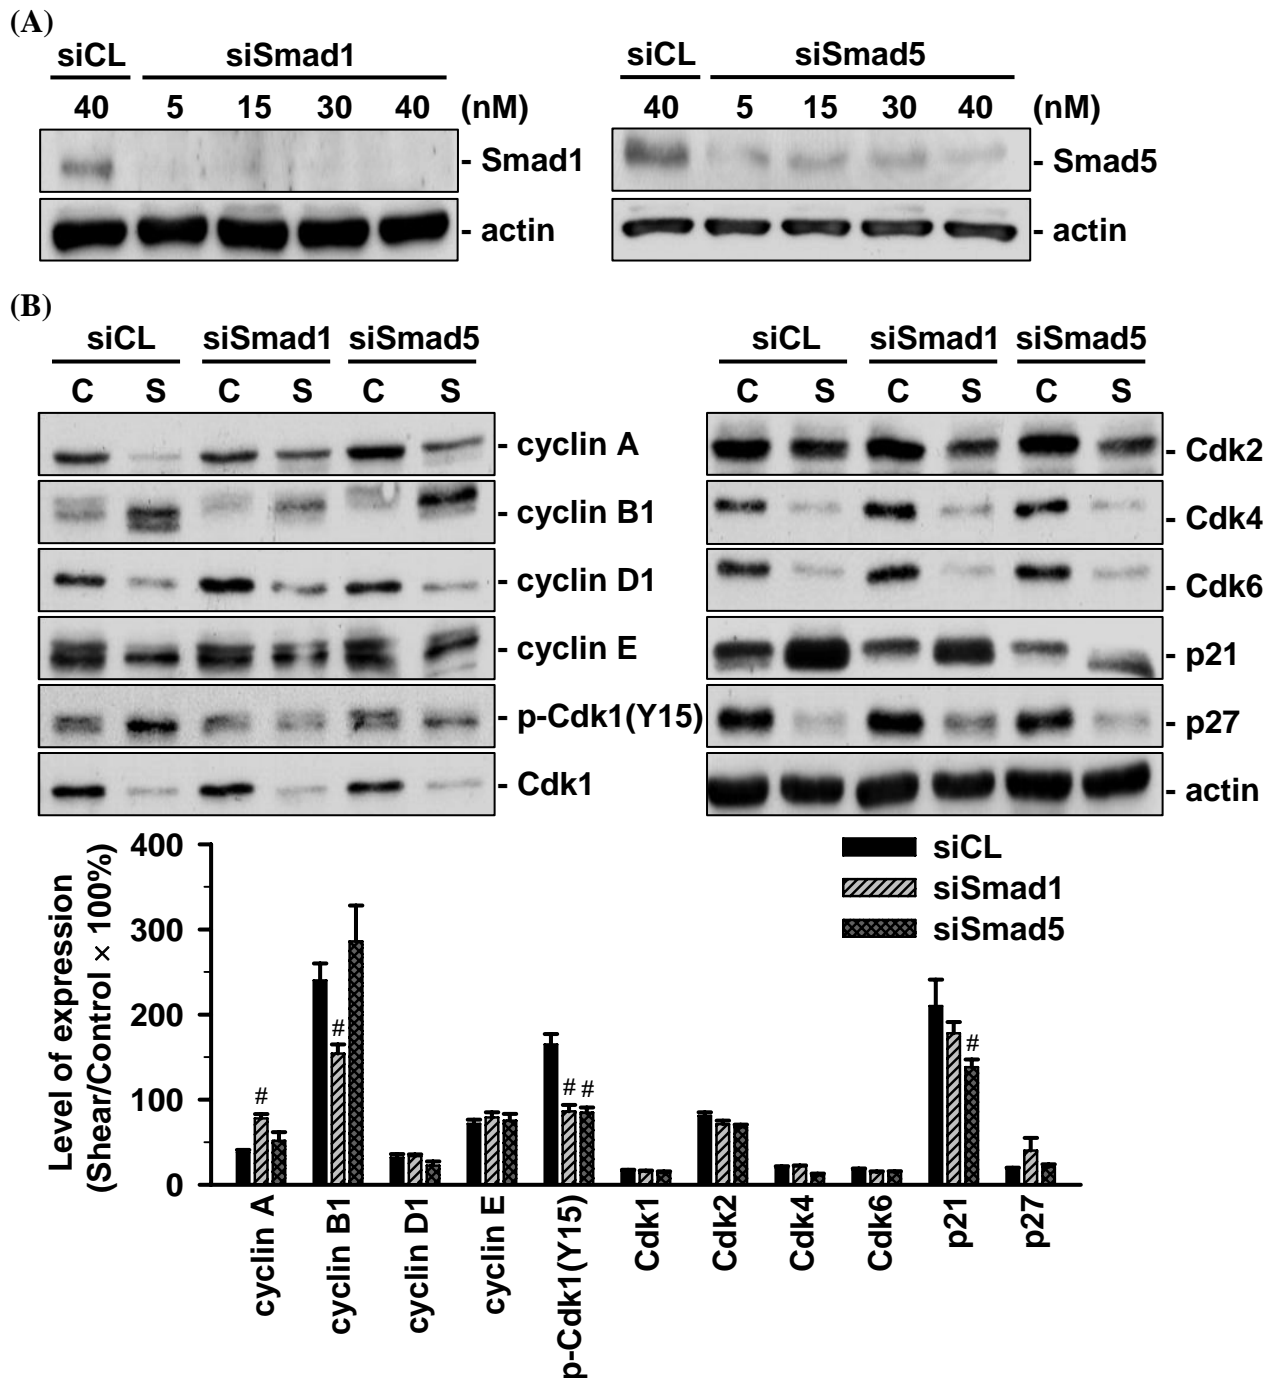 (A)
siCL siSmad1
40 5 15 30 40 (nM)
- Smad1
- actin
siCL siSmad5
40 5 15 30 40 (nM)
- Smad5
- actin
(B)
siCL siSmad1 siSmad5
C S C S C S
- cyclin A
- cyclin B1
- cyclin D1
- cyclin E
- p-Cdk1(Y15)
- Cdk1
siCL siSmad1 siSmad5
C S C S C S
- Cdk2
- Cdk4
- Cdk6
- p21
- p27
- actin
Level of expression
(Shear/Control × 100%)
400
300
200
100
0
siCL
siSmad1
siSmad5
#
#
# #
#
cyclin A
cyclin B1
cyclin D1
cyclin E
p-Cdk1(Y15)
Cdk1
Cdk2
Cdk4
Cdk6
p21
p27